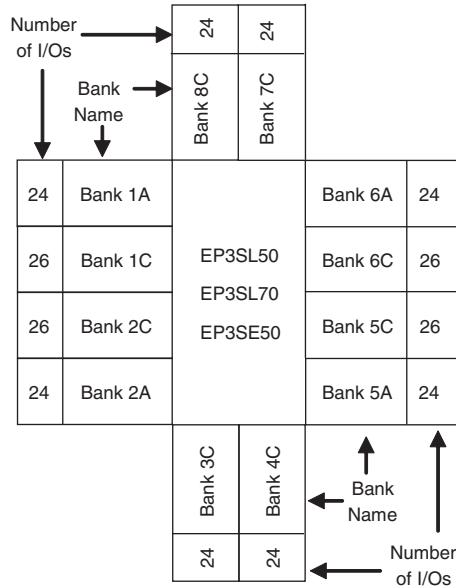 Number
of I/Os
24 24
Bank
Name
Bank 8C Bank 7C
24 Bank 1A Bank 6A 24
26 Bank 1C EP3SL50 Bank 6C 26
EP3SL70
26 Bank 2C EP3SE50 Bank 5C 26
24 Bank 2A Bank 5A 24
Bank 3C Bank 4C
Bank
Name
24 24
Number
of I/Os